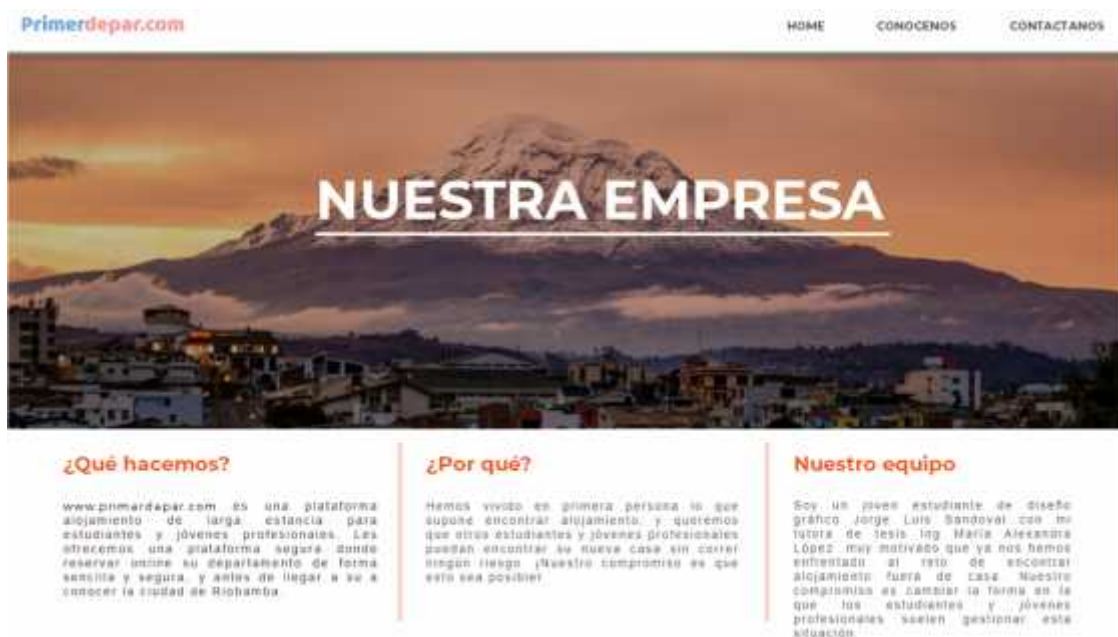 Primerdepar.com
HOME CONOCENOS CONTACTANOS
NUESTRA EMPRESA
¿Qué hacemos?
www.primerdepar.com es una plataforma
alojamiento de larga estancia para
estudiantes y jóvenes profesionales. Les
ofrecemos una plataforma segura donde
reservar online su departamento de forma
sencilla y segura, y antes de llegar a su a
conocer la ciudad de Riobamba.
¿Por qué?
Hemos vivido en primera persona lo que
supone encontrar alojamiento, y queremos
que otros estudiantes y jóvenes profesionales
puedan encontrar su nueva casa sin correr
ningún riesgo. ¡Nuestro compromiso es que
esto sea posible!
Nuestro equipo
Soy un joven estudiante de diseño
gráfico Jorge Luis Sandoval con mi
tutora de tesis Ing María Alexandra
López muy motivado que ya nos hemos
enfrentado al reto de encontrar
alojamiento fuera de casa. Nuestro
compromiso es cambiar la forma en la
que los estudiantes y jóvenes
profesionales suelen gestionar esta
situación.